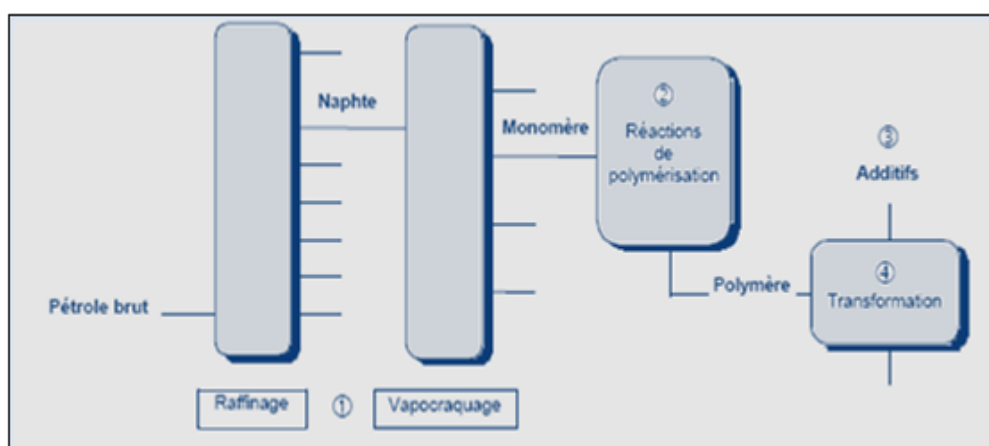 Naphte
Monomère
②
Réactions
de
polymérisation
③
Additifs
Pétrole brut
Polymère
④
Transformation
Raffinage
①
Vapocraquage